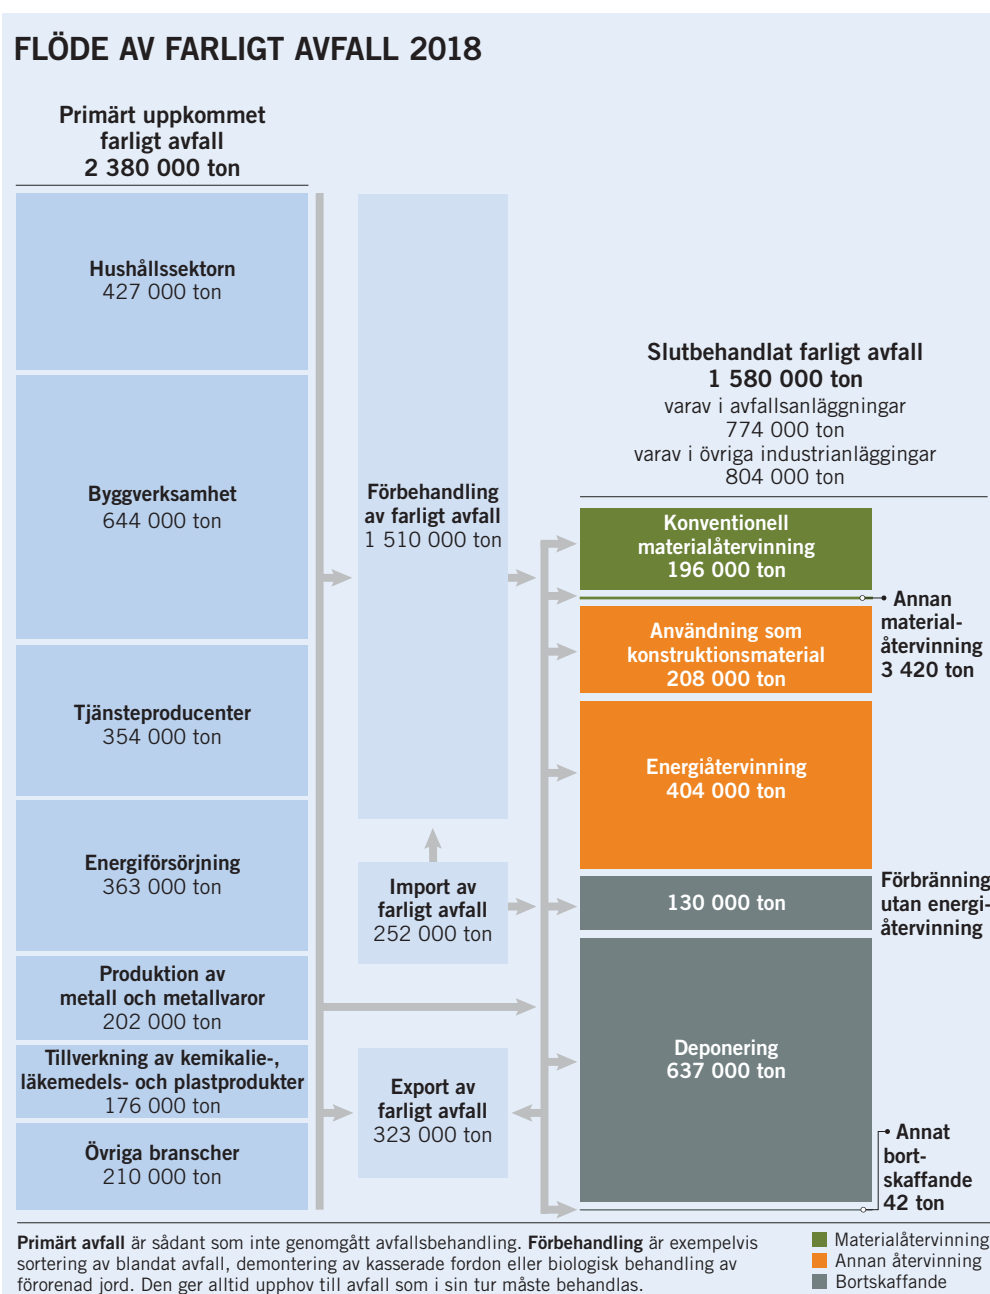 FLÖDE AV FARLIGT AVFALL 2018
Primärt uppkommet
farligt avfall
2 380 000 ton
Hushållssektorn
427 000 ton
Byggverksamhet
644 000 ton
Tjänsteproducenter
354 000 ton
Energiförsörjning
363 000 ton
Produktion av
metall och metallvaror
202 000 ton
Tillverkning av kemikalie-,
läkemedels- och plastprodukter
176 000 ton
Övriga branscher
210 000 ton
Förbehandling
av farligt avfall
1 510 000 ton
Import av
farligt avfall
252 000 ton
Export av
farligt avfall
323 000 ton
Slutbehandlat farligt avfall
1 580 000 ton
varav i avfallsanläggningar
774 000 ton
varav i övriga industrianläggingar
804 000 ton
Konventionell
materialåtervinning
196 000 ton
Annan
material-
återvinning
3 420 ton
Användning som
konstruktionsmaterial
208 000 ton
Energiåtervinning
404 000 ton
130 000 ton
Förbränning
utan energi-
återvinning
Deponering
637 000 ton
Annat
bort-
skaffande
42 ton
Primärt avfall är sådant som inte genomgått avfallsbehandling. Förbehandling är exempelvis
sortering av blandat avfall, demontering av kasserade fordon eller biologisk behandling av
förorenad jord. Den ger alltid upphov till avfall som i sin tur måste behandlas.
Materialåtervinning
Annan återvinning
Bortskaffande